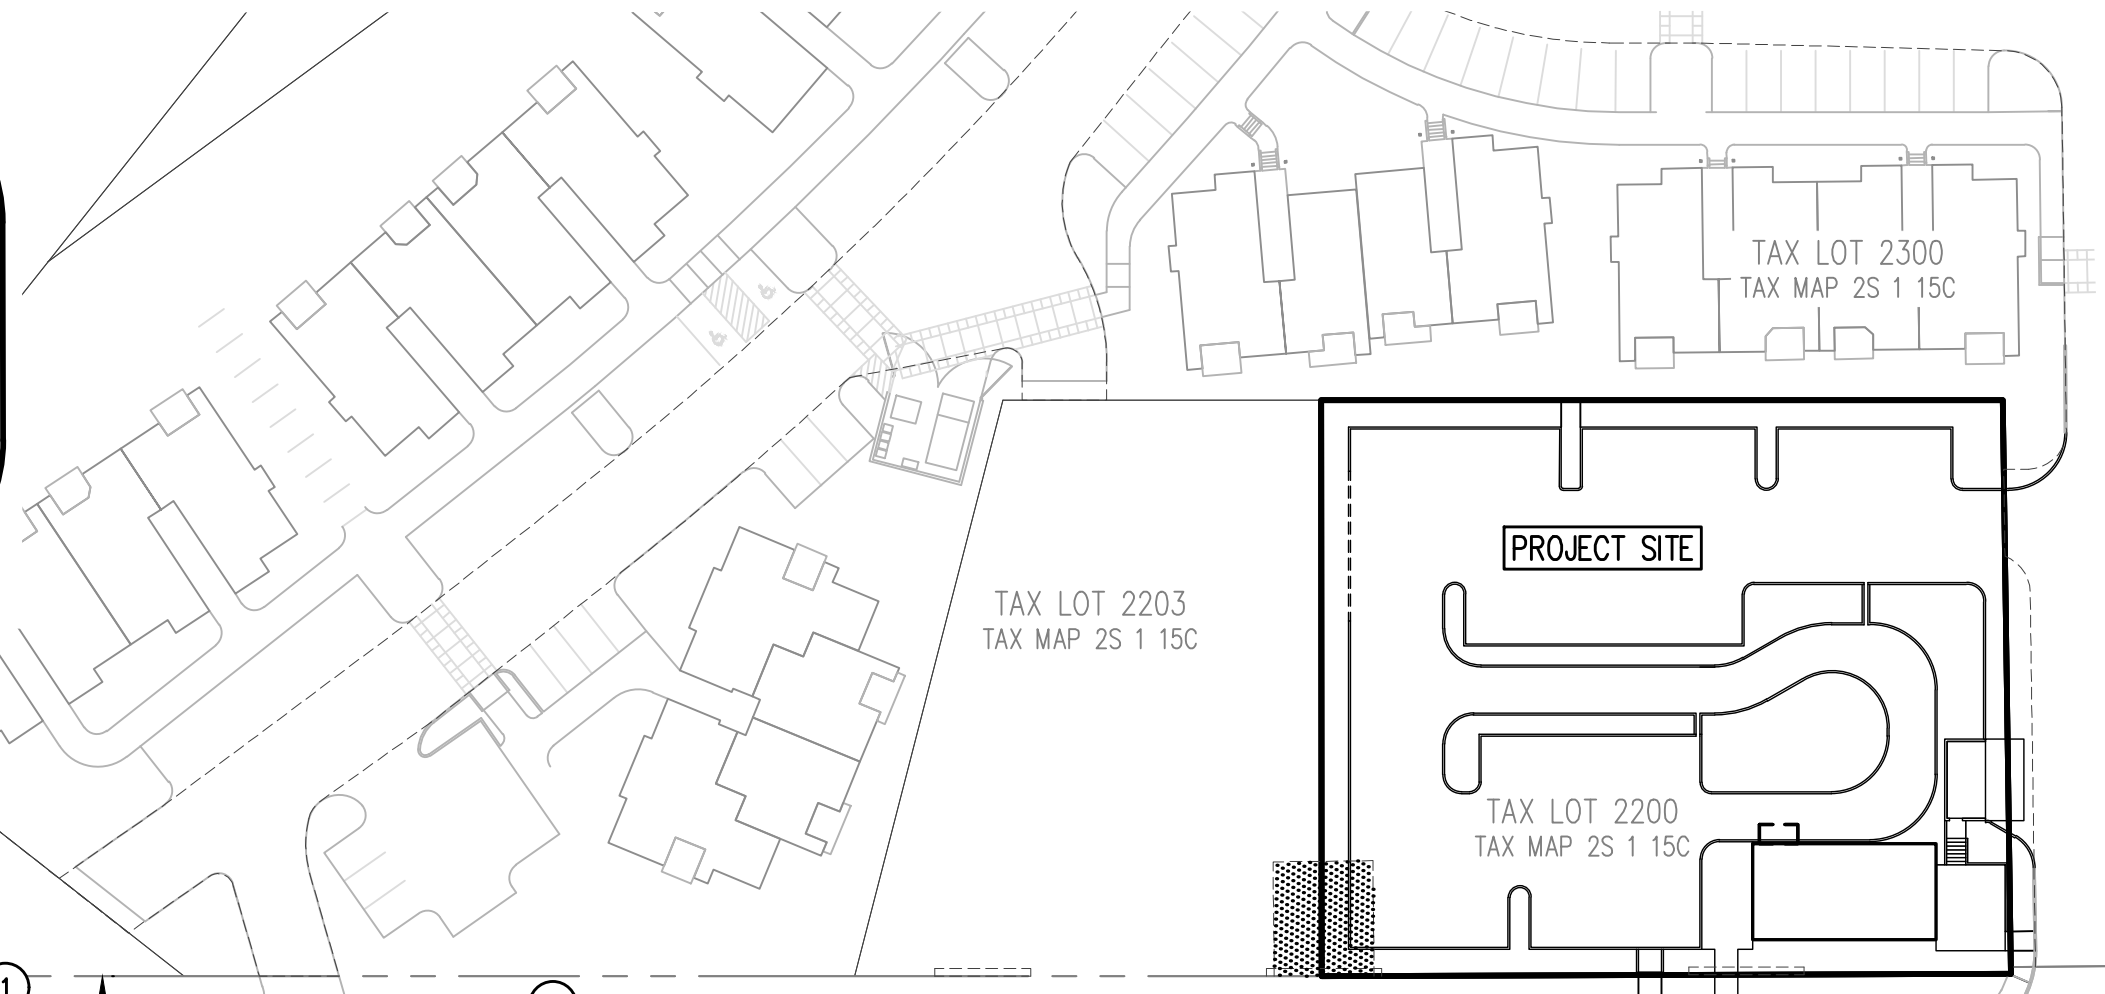 TAX LOT 2300
TAX MAP 2S 1 15C
PROJECT SITE
TAX LOT 2203
TAX MAP 2S 1 15C
TAX LOT 2200
TAX MAP 2S 1 15C
1